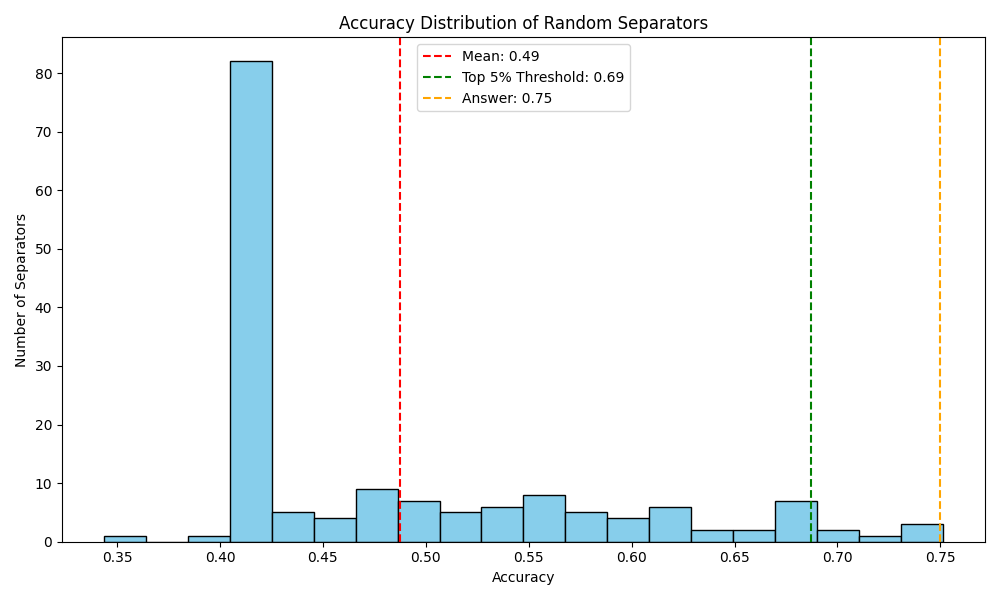 Accuracy Distribution of Random Separators
Mean: 0.49
Top 5% Threshold: 0.69
Answer: 0.75
Number of Separators
80
70
60
50
40
30
20
10
0
0.35 0.40 0.45 0.50 0.55 0.60 0.65 0.70 0.75
Accuracy